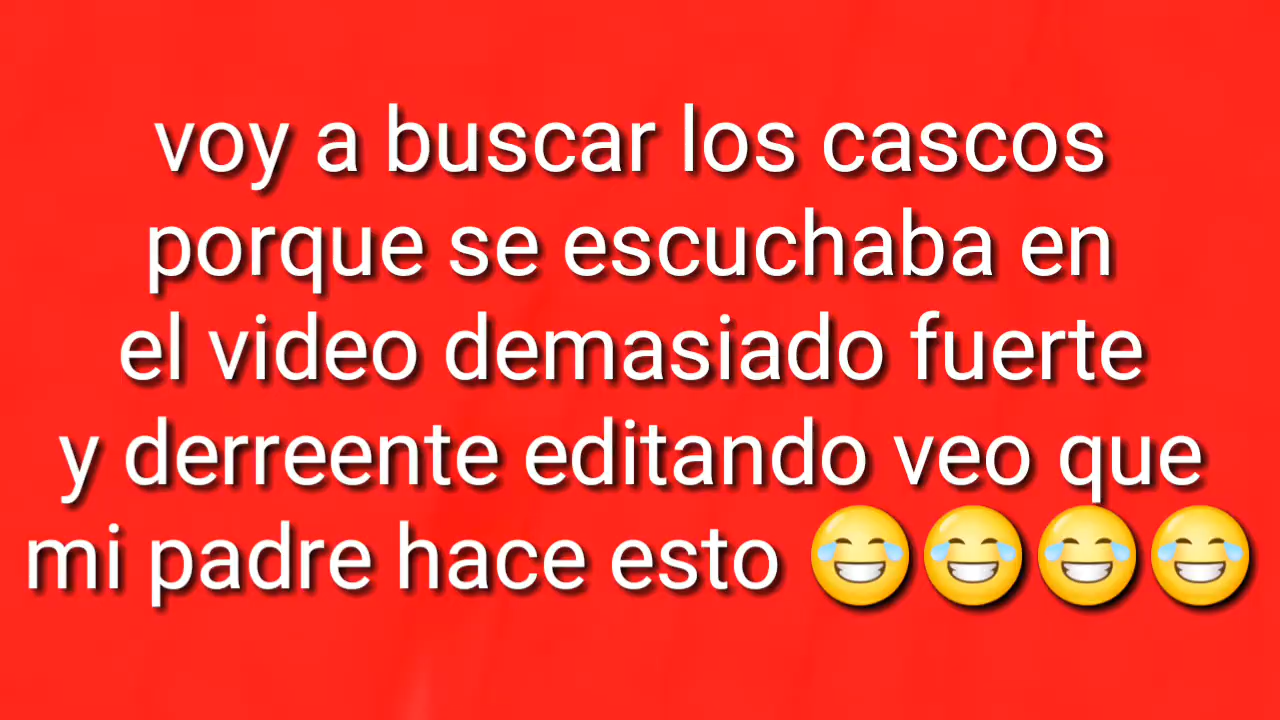 voy a buscar los cascos
porque se escuchaba en
el video demasiado fuerte
y derreente editando veo que
mi padre hace esto 😂😂😂😂